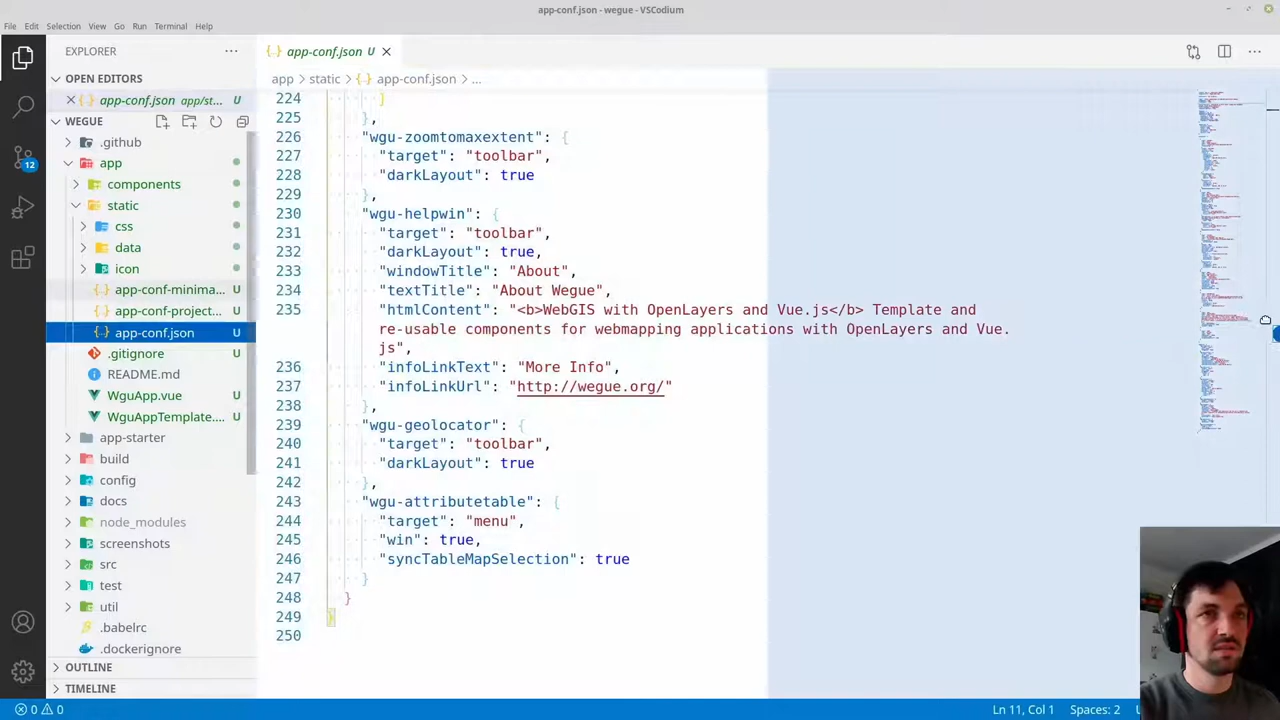 app-conf.json - wegue - VSCodium
File Edit Selection View Go Run Terminal Help
EXPLORER
OPEN EDITORS
app-conf.json app/st... U
WEGUE
.github
app
components
static
css
data
icon
app-conf-minima... U
app-conf-project... U
app-conf.json U
.gitignore U
README.md U
WguApp.vue U
WguAppTemplate.... U
app-starter
build
config
docs
node_modules
screenshots
src
test
util
.babelrc
.dockerignore
OUTLINE
TIMELINE
12
app-conf.json U
app > static > {} app-conf.json > ...
224 ]
225 },
226 "wgu-zoomtomaxextent": {
227 "target": "toolbar",
228 "darkLayout": true
229 },
230 "wgu-helpwin": {
231 "target": "toolbar",
232 "darkLayout": true,
233 "windowTitle": "About",
234 "textTitle": "About Wegue",
235 "htmlContent": "<b>WebGIS with OpenLayers and Vue.js</b> Template and
re-usable components for webmapping applications with OpenLayers and Vue.
js",
236 "infoLinkText": "More Info",
237 "infoLinkUrl": "http://wegue.org/"
238 },
239 "wgu-geolocator": {
240 "target": "toolbar",
241 "darkLayout": true
242 },
243 "wgu-attributetable": {
244 "target": "menu",
245 "win": true,
246 "syncTableMapSelection": true
247 }
248 }
249 }
250
0 0
Ln 11, Col 1 Spaces: 2